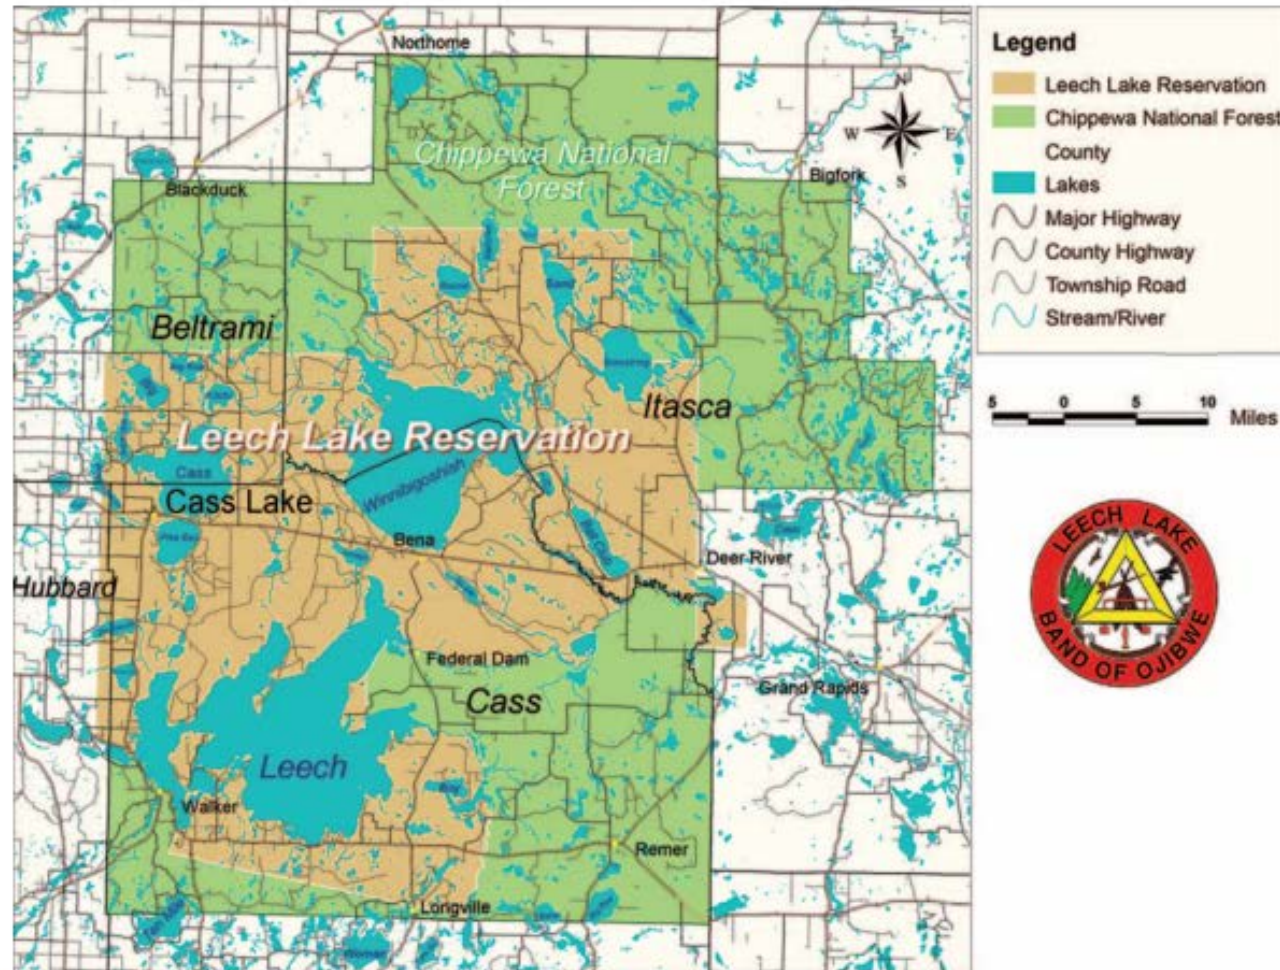 Northome
Chippewa National
Forest
Blackduck
Bigfork
Beltrami
Itasca
Leech Lake Reservation
Cass
Cass Lake
Winnibigoshish
Bena
Deer River
Hubbard
Federal Dam
Cass
Grand Rapids
Leech
Walker
Remer
Longville
Legend
Leech Lake Reservation
Chippewa National Forest
County
Lakes
Major Highway
County Highway
Township Road
Stream/River
N
W
E
S
5 0 5 10 Miles
LEECH LAKE
BAND OF OJIBWE